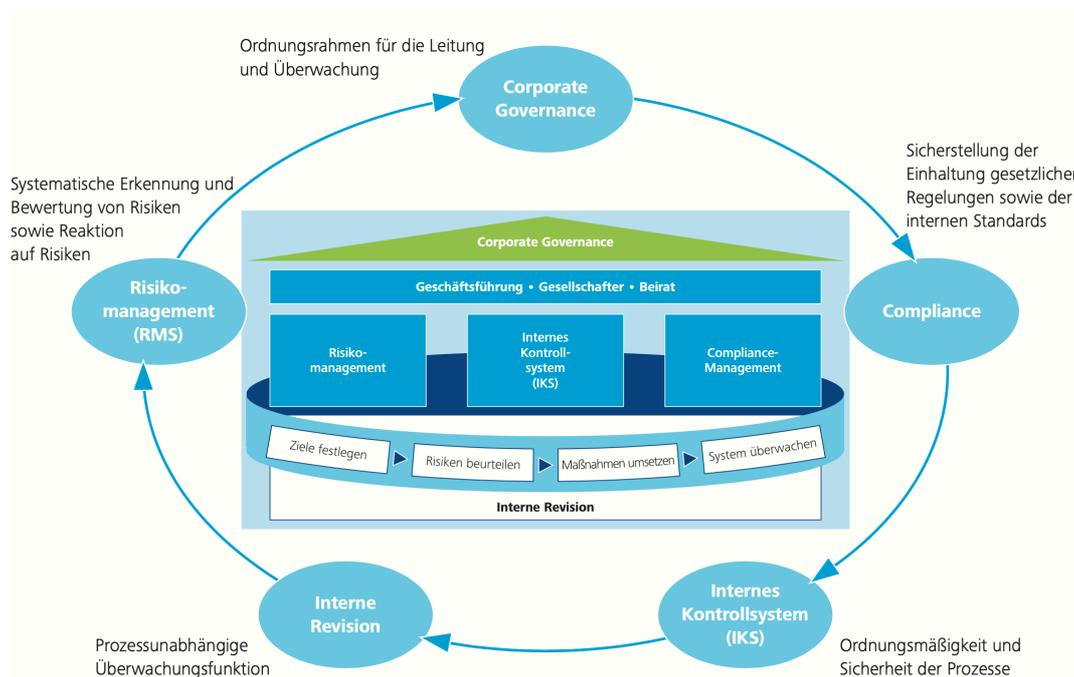 Ordnungsrahmen für die Leitung
und Überwachung
Corporate
Governance
Sicherstellung der
Einhaltung gesetzlicher
Regelungen sowie der
internen Standards
Systematische Erkennung und
Bewertung von Risiken
sowie Reaktion
auf Risiken
Risiko-
management
(RMS)
Compliance
Corporate Governance
Geschäftsführung • Gesellschafter • Beirat
Risiko-
management
Internes
Kontroll-
system
(IKS)
Compliance-
Management
Ziele festlegen
Risiken beurteilen
Maßnahmen umsetzen
System überwachen
Interne Revision
Interne
Revision
Internes
Kontrollsystem
(IKS)
Prozessunabhängige
Überwachungsfunktion
Ordnungsmäßigkeit und
Sicherheit der Prozesse